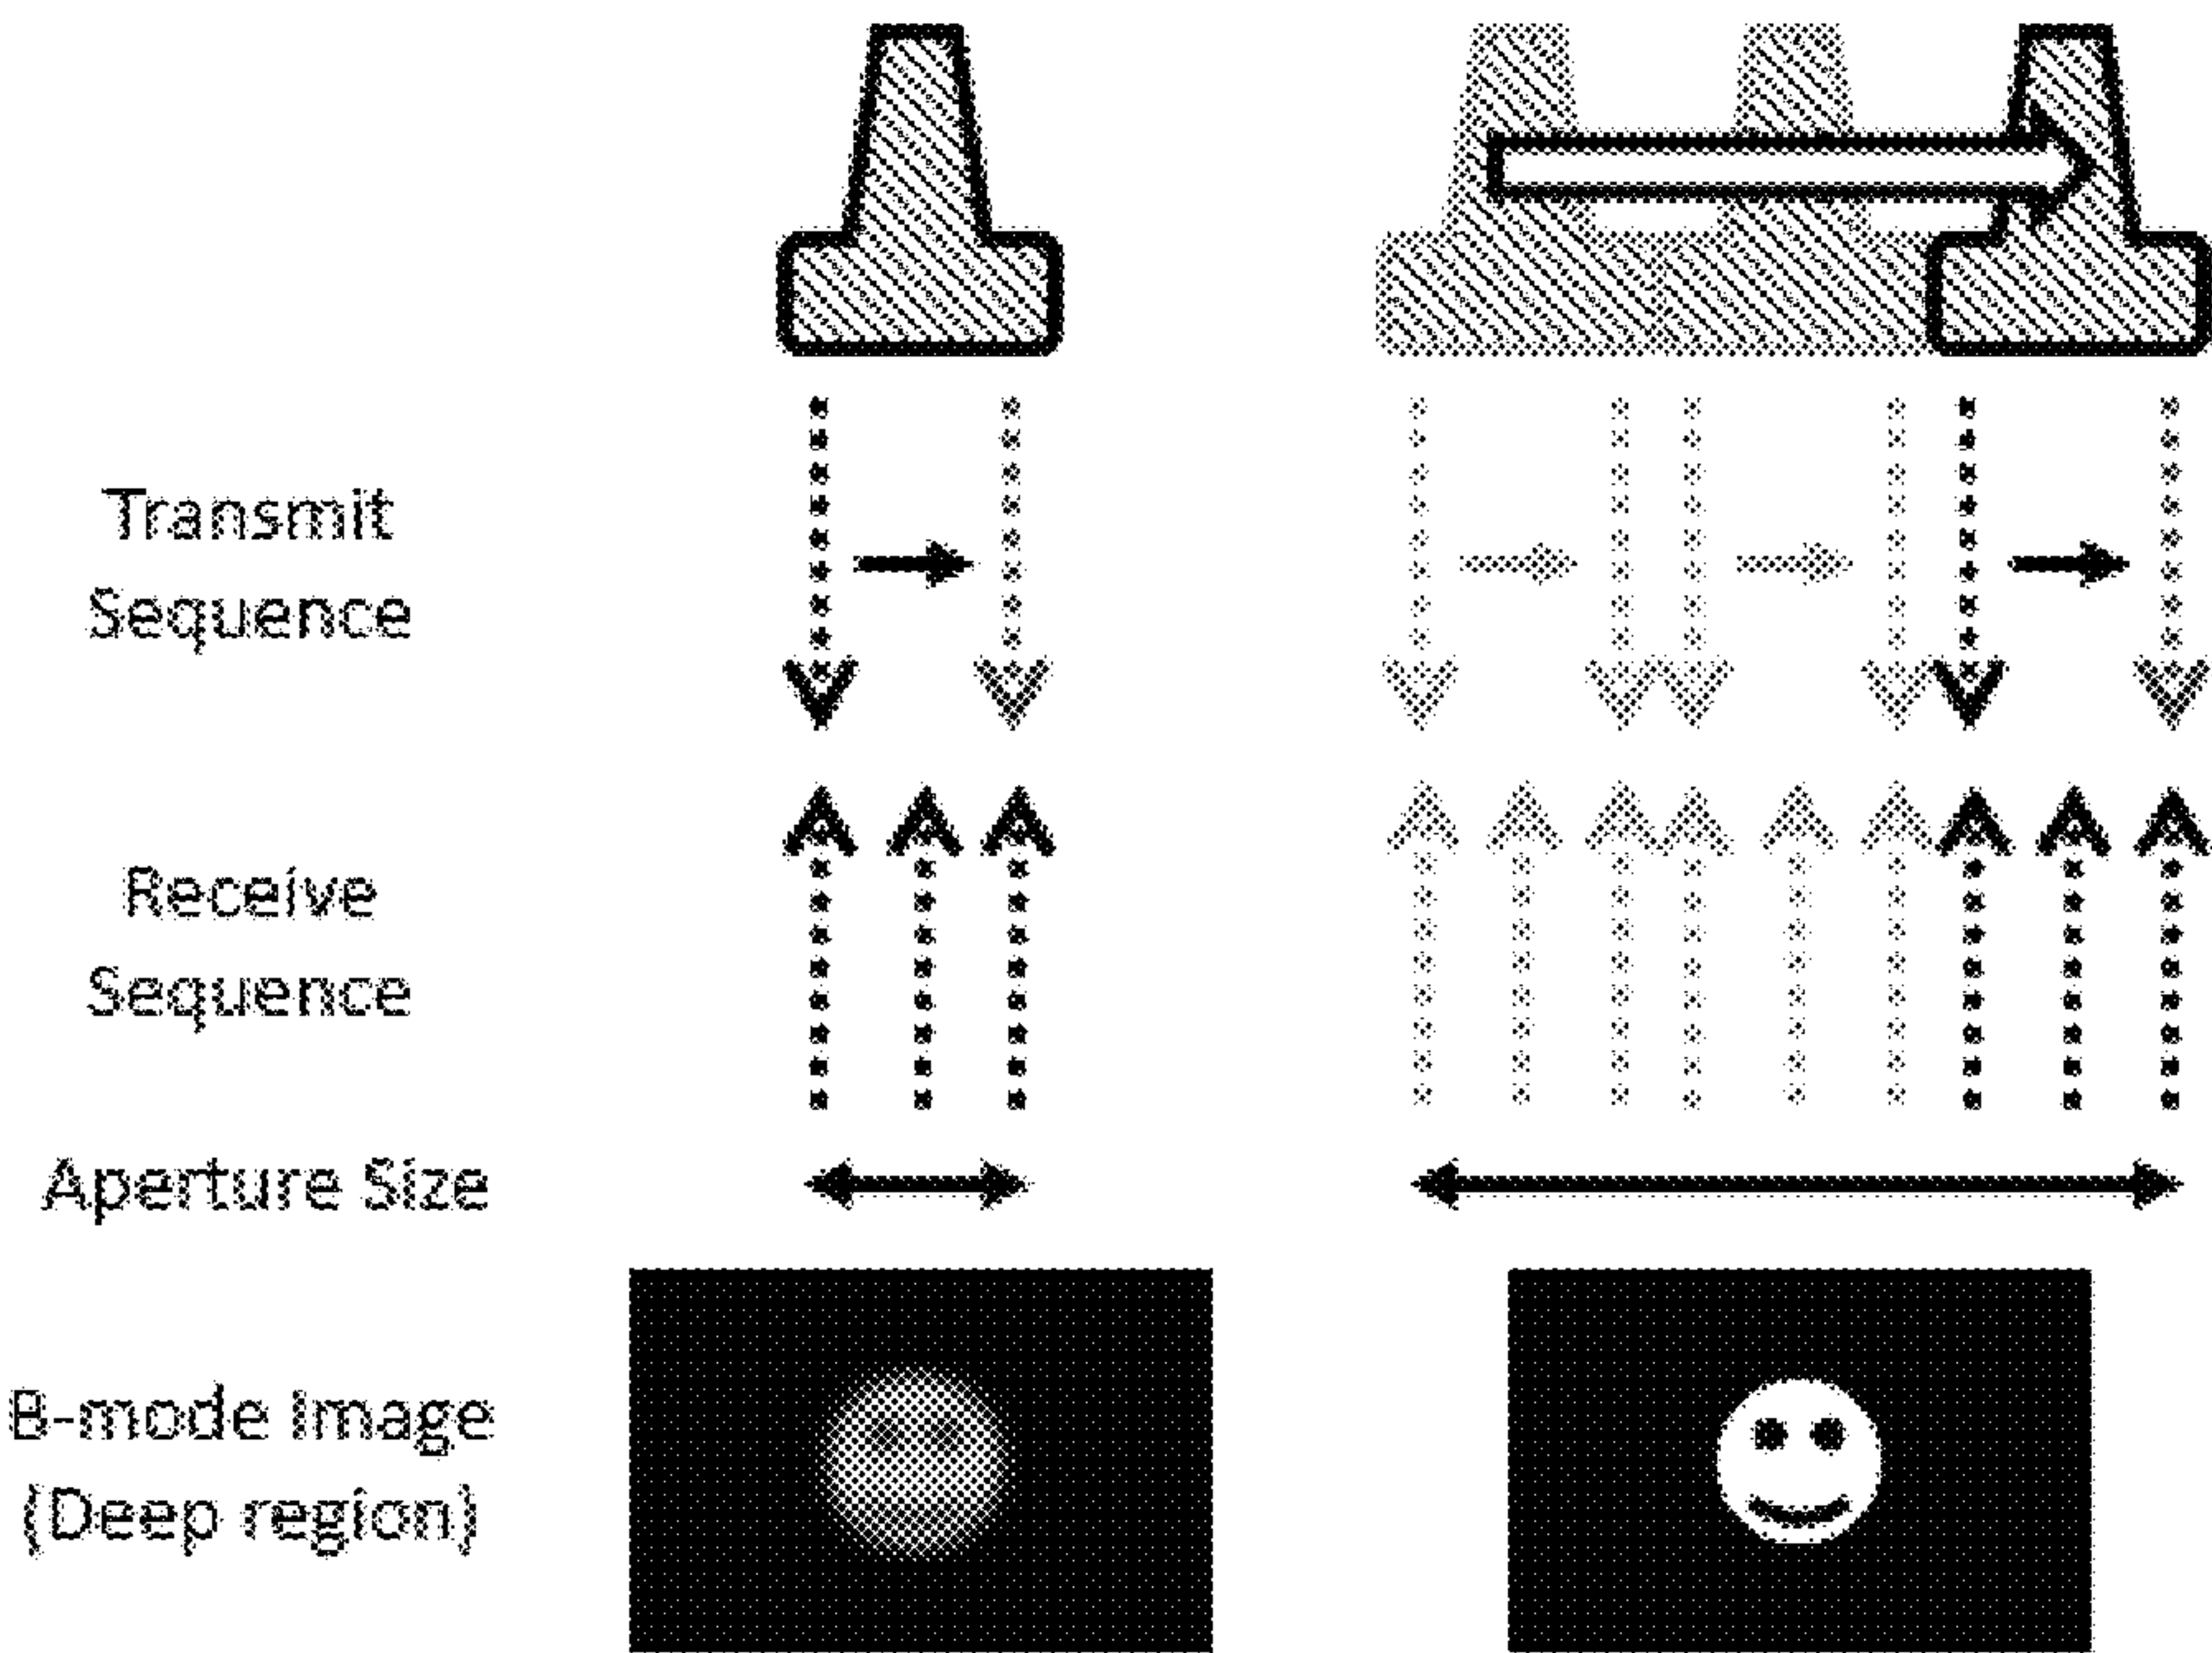 Transmit
Sequence
Receive
Sequence
Aperture Size
B-mode Image
(Deep region)